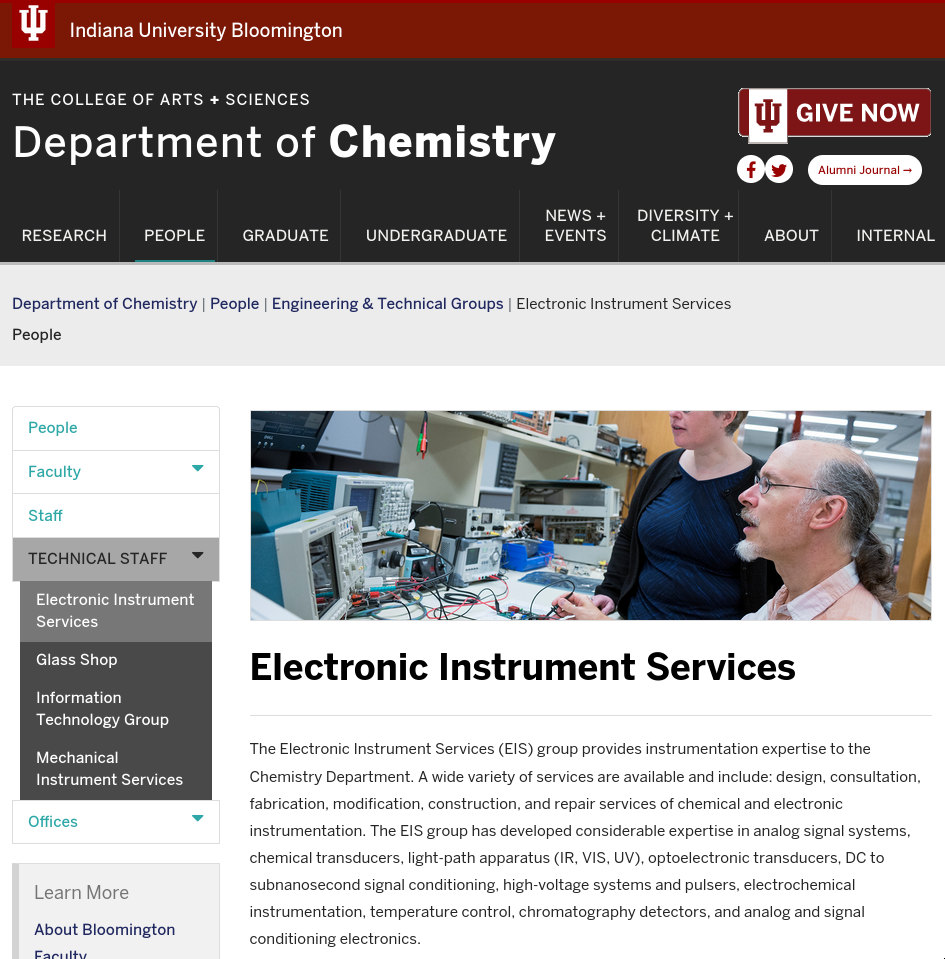 Indiana University Bloomington
THE COLLEGE OF ARTS + SCIENCES
Department of Chemistry
GIVE NOW
Alumni Journal →
RESEARCH
PEOPLE
GRADUATE
UNDERGRADUATE
NEWS +
EVENTS
DIVERSITY +
CLIMATE
ABOUT
INTERNAL
Department of Chemistry | People | Engineering & Technical Groups | Electronic Instrument Services
People
People
Faculty
Staff
TECHNICAL STAFF
Electronic Instrument
Services
Glass Shop
Information
Technology Group
Mechanical
Instrument Services
Offices
Learn More
About Bloomington
Faculty
Electronic Instrument Services
The Electronic Instrument Services (EIS) group provides instrumentation expertise to the
Chemistry Department. A wide variety of services are available and include: design, consultation,
fabrication, modification, construction, and repair services of chemical and electronic
instrumentation. The EIS group has developed considerable expertise in analog signal systems,
chemical transducers, light-path apparatus (IR, VIS, UV), optoelectronic transducers, DC to
subnanosecond signal conditioning, high-voltage systems and pulsers, electrochemical
instrumentation, temperature control, chromatography detectors, and analog and signal
conditioning electronics.